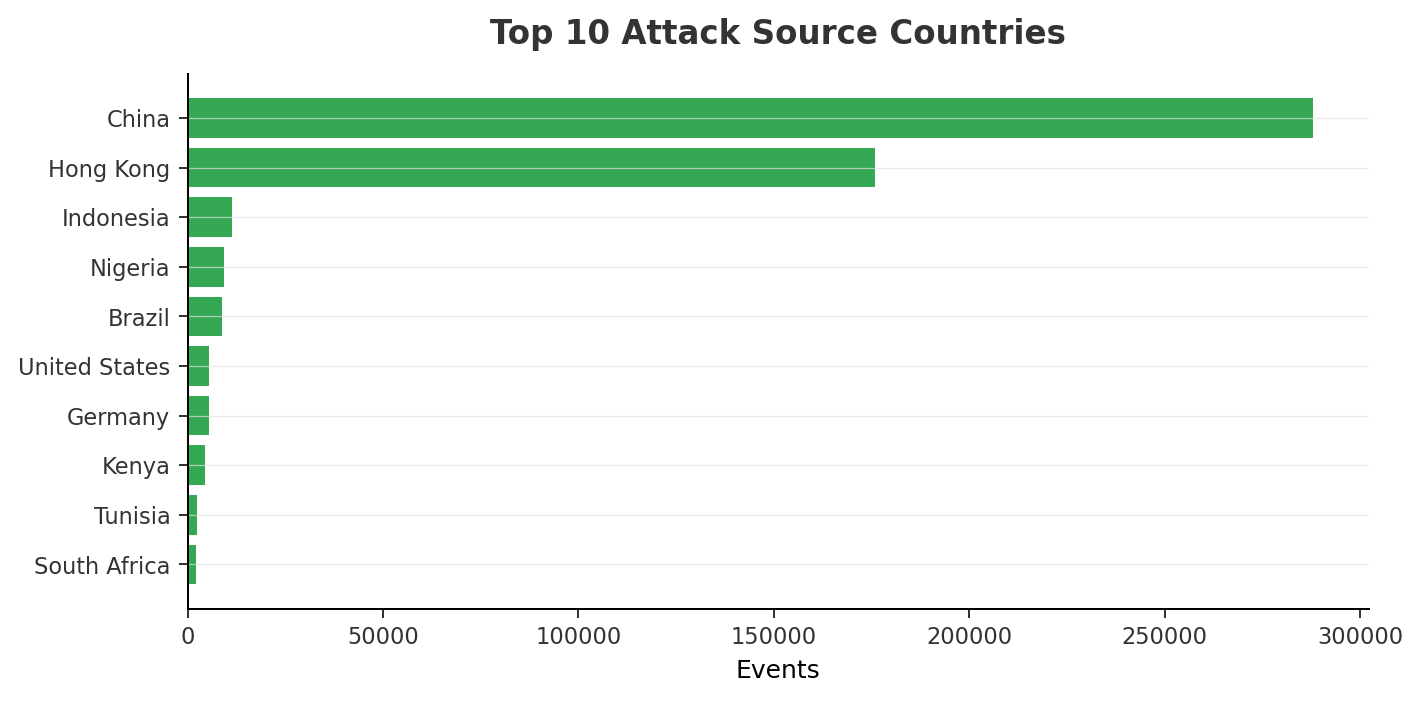 Top 10 Attack Source Countries
China
Hong Kong
Indonesia
Nigeria
Brazil
United States
Germany
Kenya
Tunisia
South Africa
0 50000 100000 150000 200000 250000 300000
Events